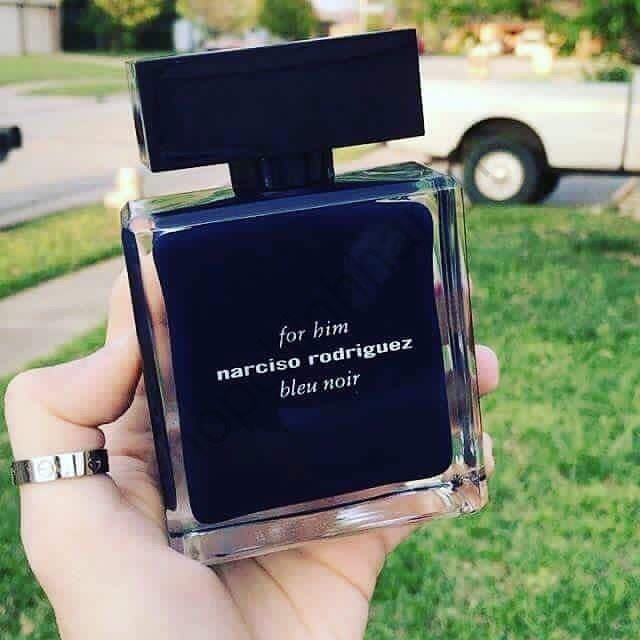 for him
narciso rodriguez
bleu noir